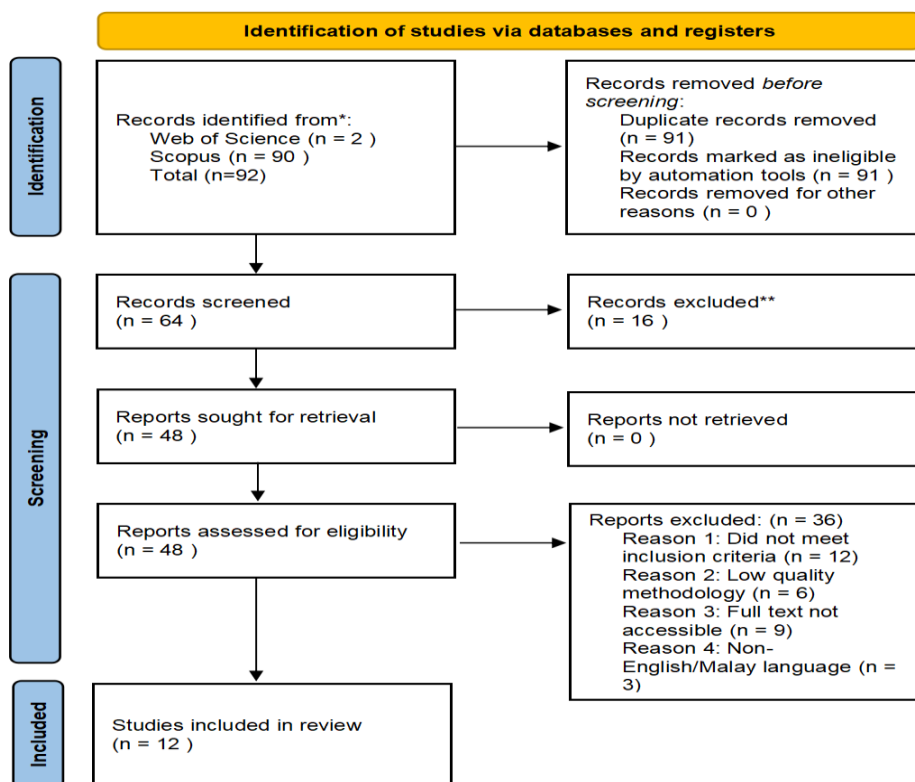 Identification of studies via databases and registers
Identification
Records identified from*:
Web of Science (n = 2 )
Scopus (n = 90 )
Total (n=92)
Records removed before
screening:
Duplicate records removed
(n = 91)
Records marked as ineligible
by automation tools (n = 91 )
Records removed for other
reasons (n = 0 )
Screening
Records screened
(n = 64 )
Records excluded**
(n = 16 )
Reports sought for retrieval
(n = 48 )
Reports not retrieved
(n = 0 )
Reports assessed for eligibility
(n = 48 )
Reports excluded: (n = 36)
Reason 1: Did not meet
inclusion criteria (n = 12)
Reason 2: Low quality
methodology (n = 6)
Reason 3: Full text not
accessible (n = 9)
Reason 4: Non-
English/Malay language (n =
3)
Included
Studies included in review
(n = 12 )